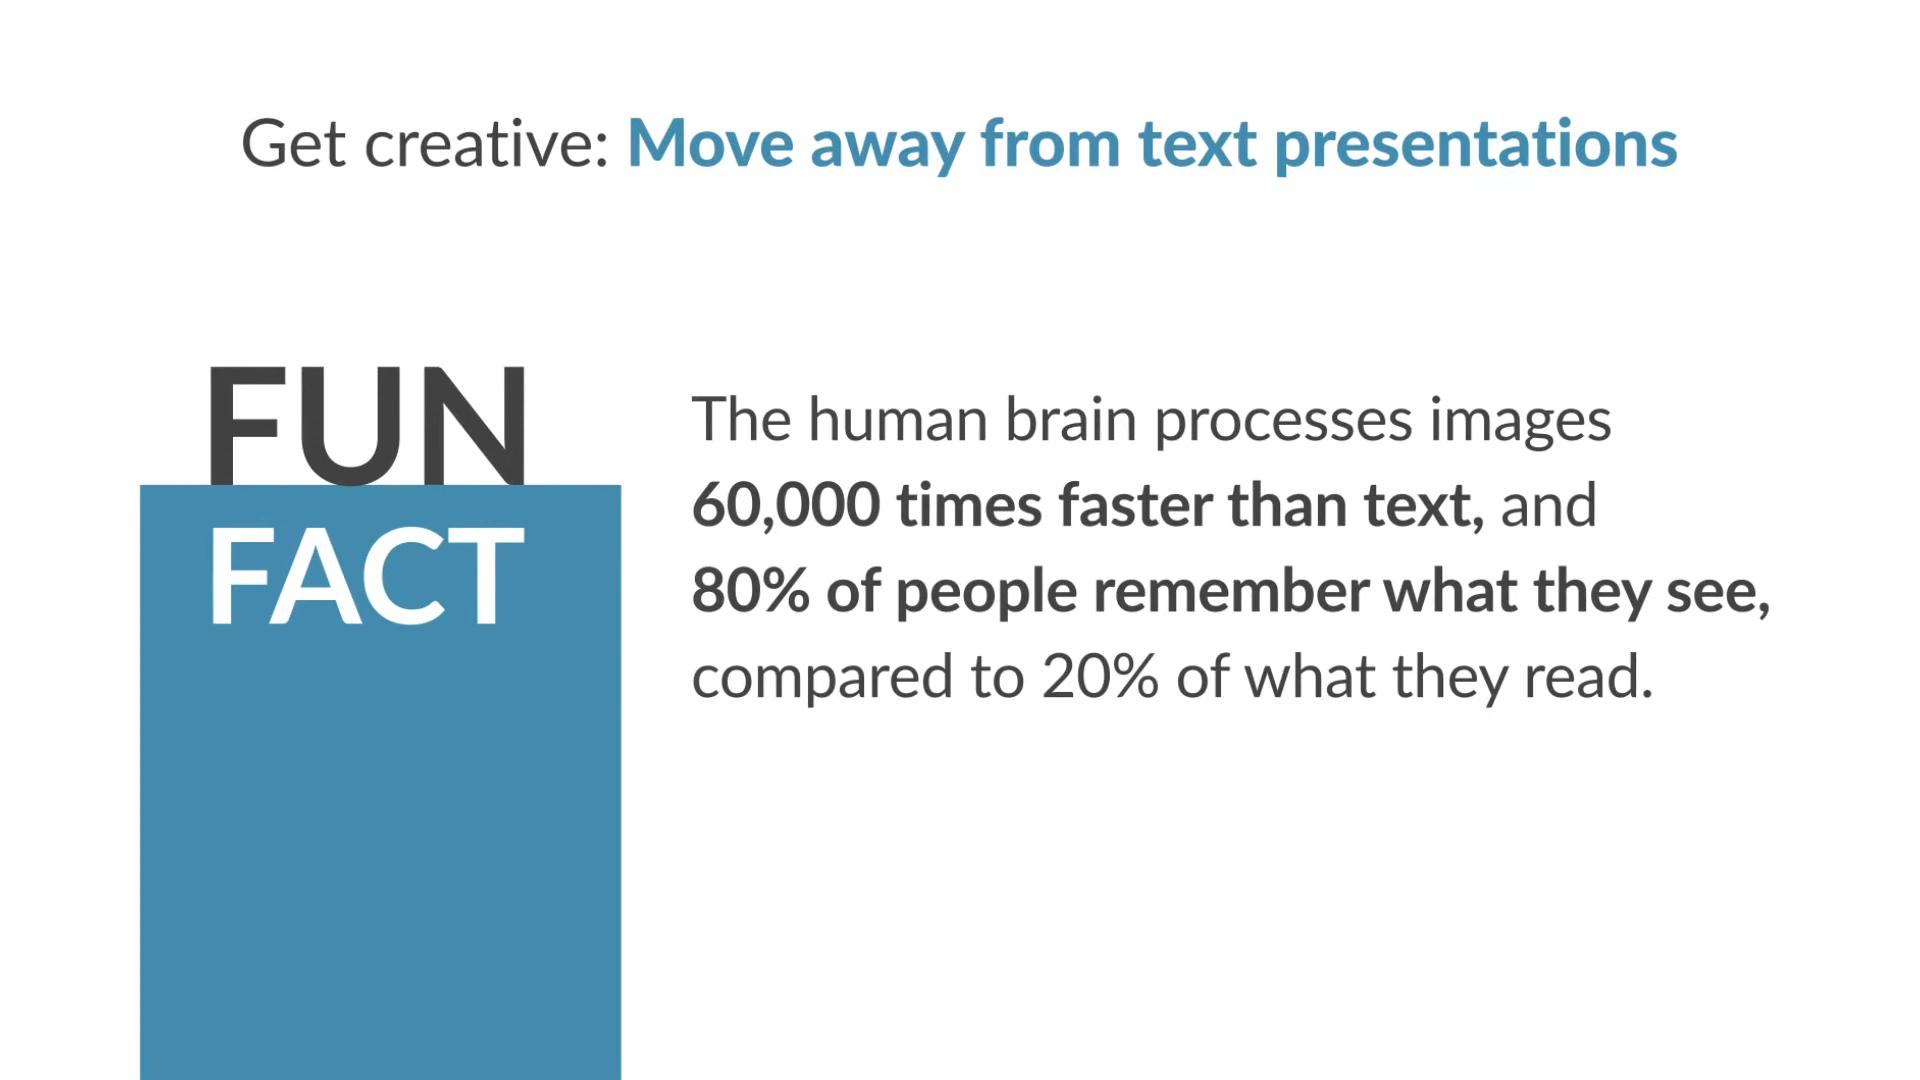 Get creative: Move away from text presentations
FUN
FACT
The human brain processes images
60,000 times faster than text, and
80% of people remember what they see,
compared to 20% of what they read.